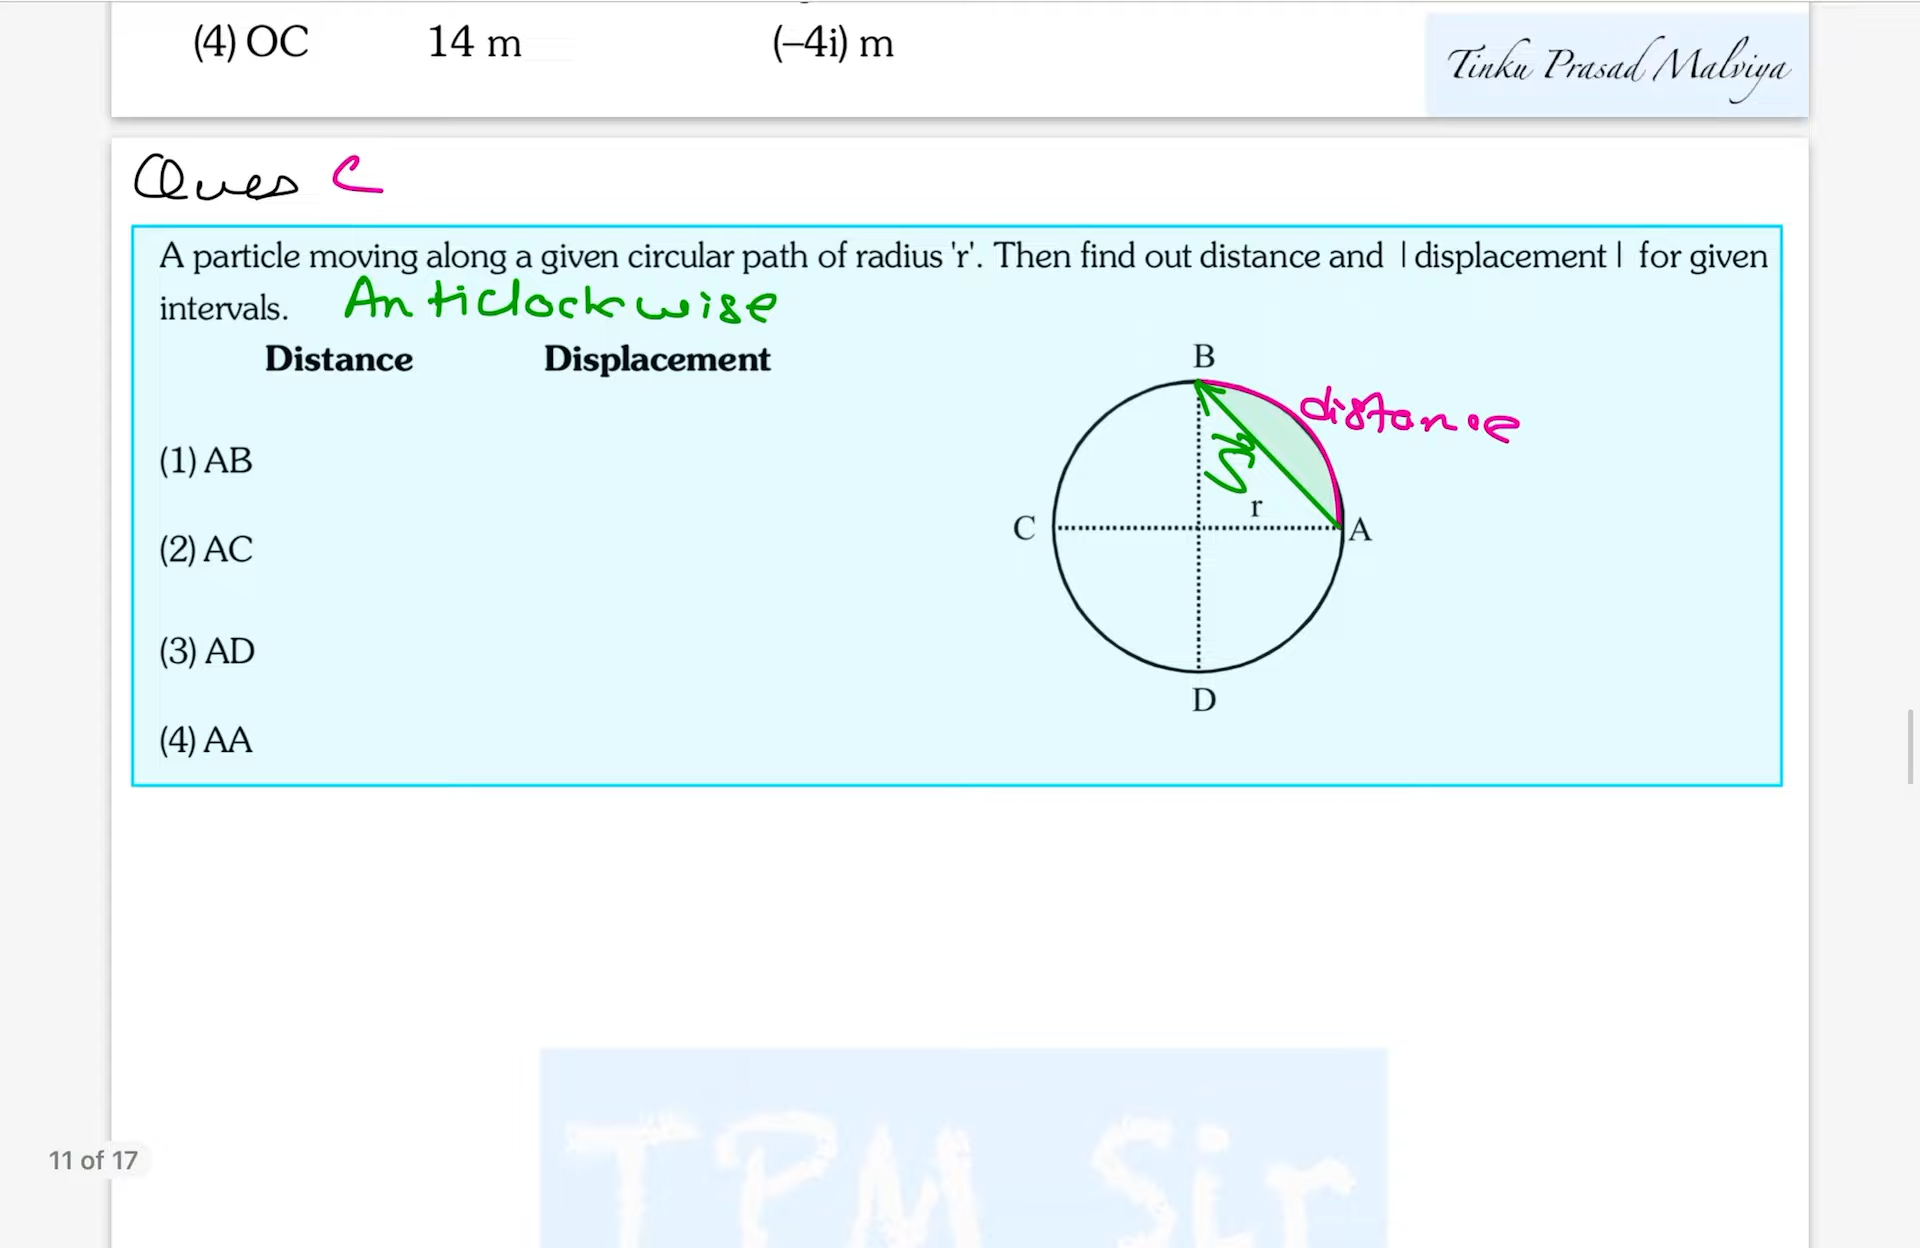 (4) OC 14 m (–4i) m
Tinku Prasad Malviya
Ques
A particle moving along a given circular path of radius 'r'. Then find out distance and | displacement | for given
intervals. Anticlockwise
Distance Displacement
B
distance
(1) AB
r
C A
(2) AC
(3) AD
D
(4) AA
11 of 17
TPM Sir